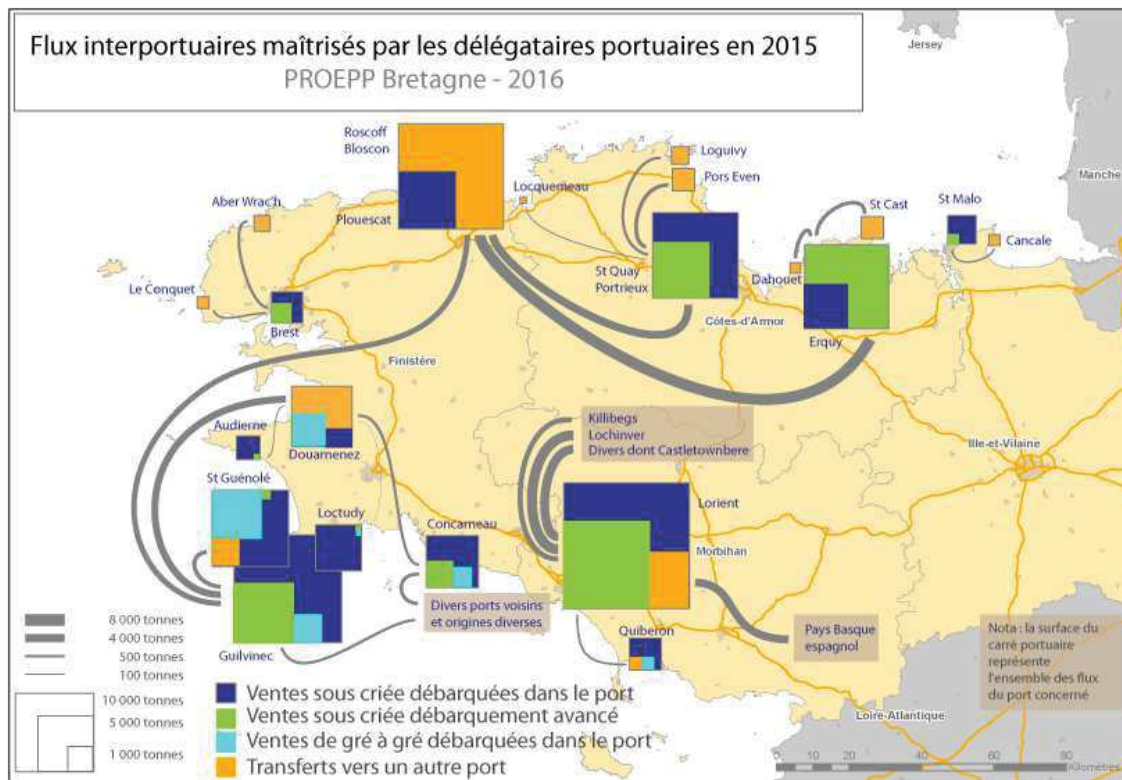 Flux interportuaires maîtrisés par les délégataires portuaires en 2015
PROEPP Bretagne - 2016
Jersey
Manche
Roscoff
Bloscon
Loguivy
Pors Even
Locquemeau
Aber Wrac'h
Plouescat
St Cast
St Malo
Cancale
Le Conquet
Brest
St Quay
Portrieux
Dahouet
Côtes-d'Armor
Erquy
Finistère
Audierne
Douarnenez
Killibegs
Lochinver
Divers dont Castletownbere
Ille-et-Vilaine
St Guénolé
Loctudy
Concarneau
Lorient
Morbihan
Divers ports voisins
et origines diverses
Quiberon
Pays Basque
espagnol
Guilvinec
Nota : la surface du
carré portuaire
représente
l'ensemble des flux
du port concerné
Loire-Atlantique
8 000 tonnes
4 000 tonnes
500 tonnes
100 tonnes
10 000 tonnes
5 000 tonnes
1 000 tonnes
Ventes sous criée débarquées dans le port
Ventes sous criée débarquement avancé
Ventes de gré à gré débarquées dans le port
Transferts vers un autre port
0 10 20 40 60 80
Kilomètres